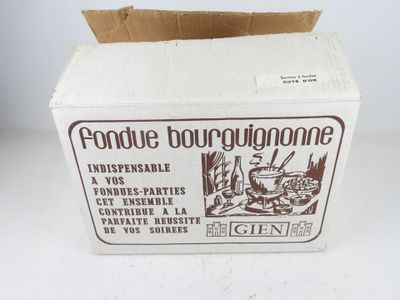 Service à fondue
COTE D'OR
fondue bourguignonne
INDISPENSABLE
A VOS
FONDUES-PARTIES
CET ENSEMBLE
CONTRIBUE A LA
PARFAITE REUSSITE
DE VOS SOIREES
GIEN